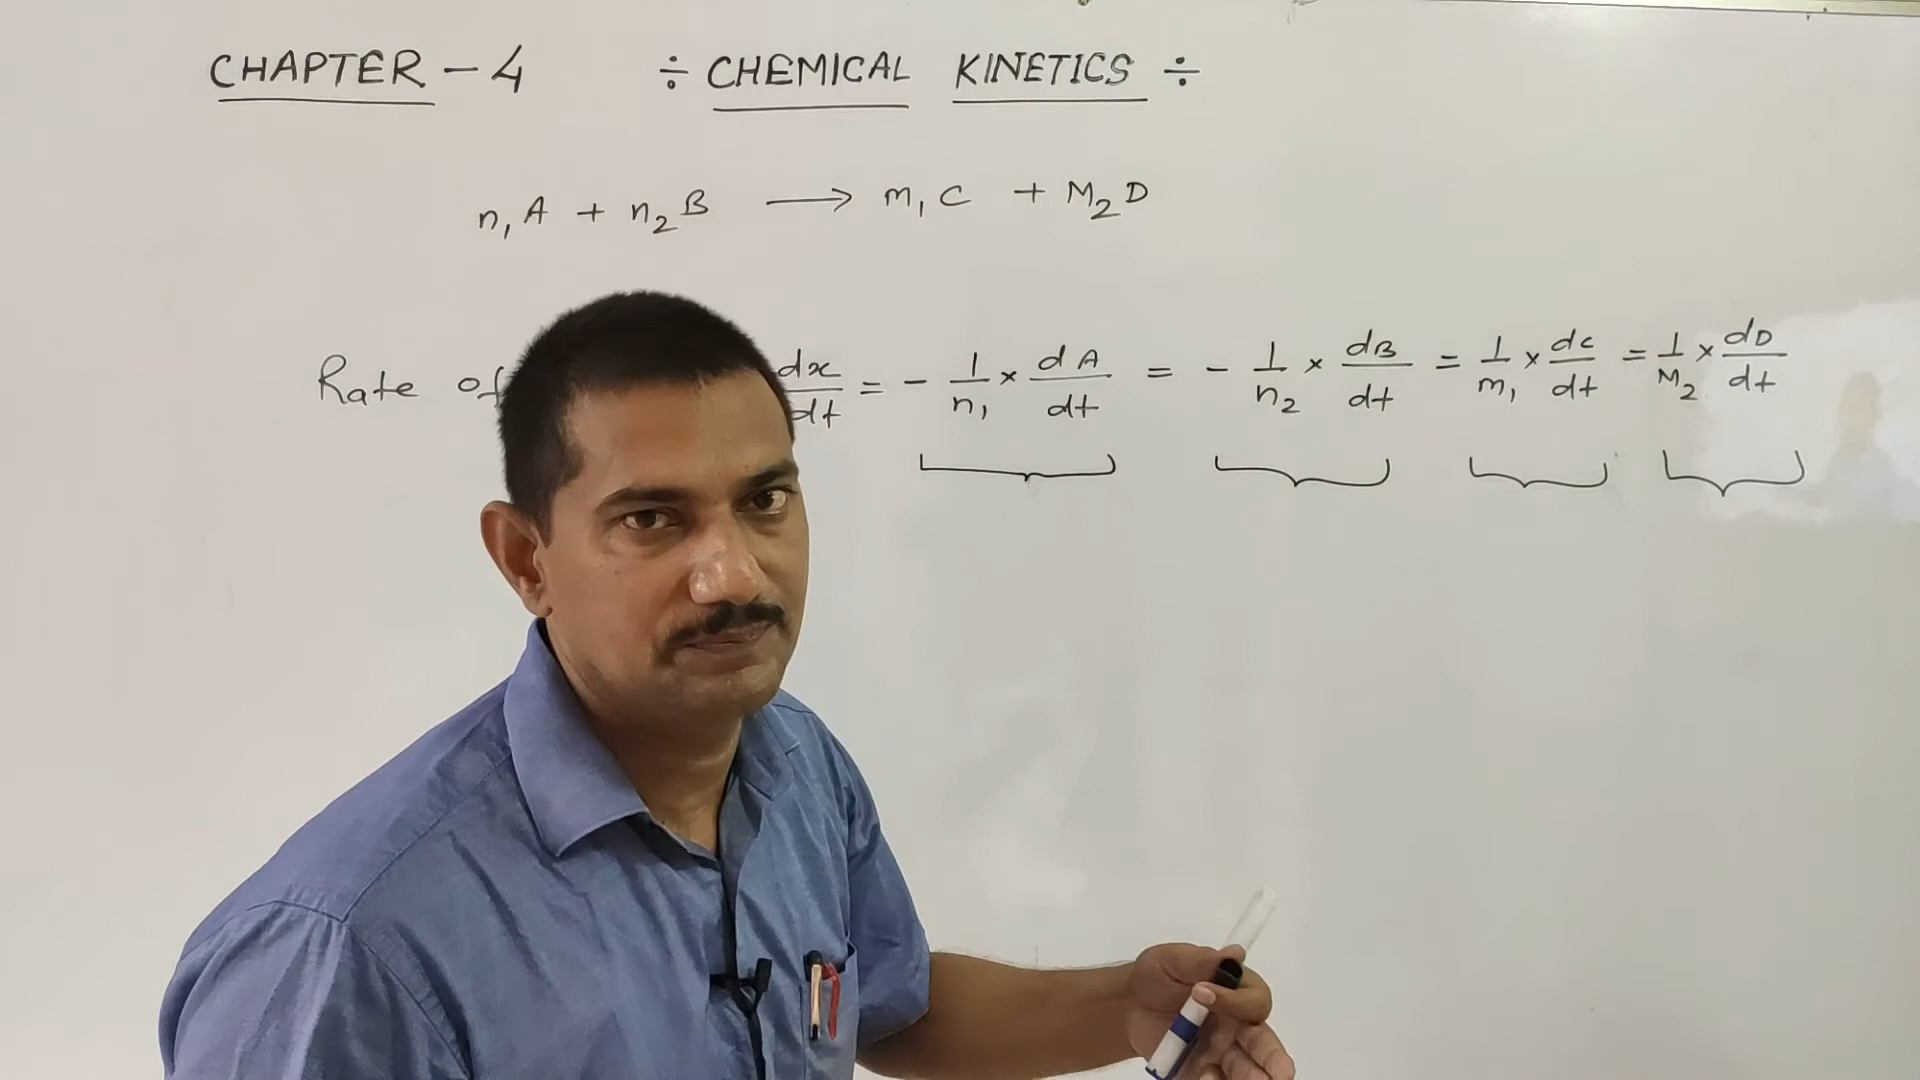 CHAPTER - 4 ÷ CHEMICAL KINETICS ÷
n₁A + n₂B ⟶ m₁C + M₂D
Rate of dx/dt = - 1/n₁ × dA/dt = - 1/n₂ × dB/dt = 1/m₁ × dc/dt = 1/M₂ × dD/dt